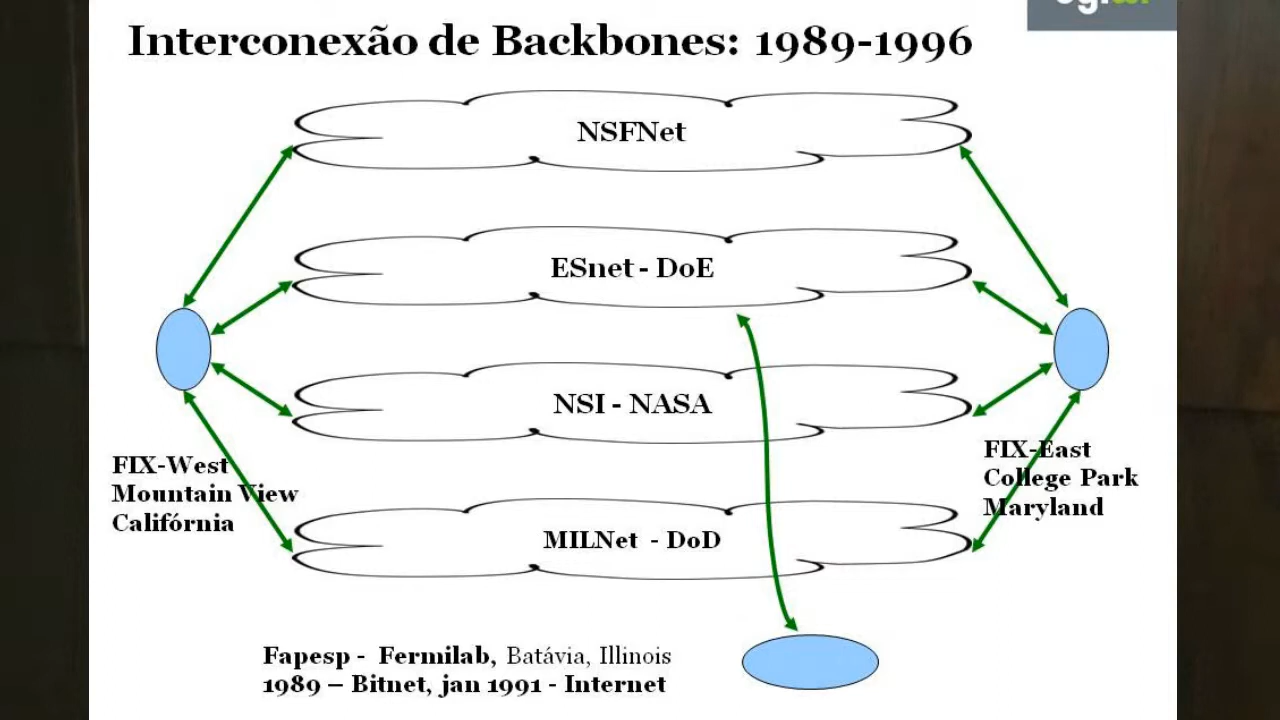 Interconexão de Backbones: 1989-1996
NSFNet
ESnet - DoE
NSI - NASA
MILNet - DoD
FIX-West
Mountain View
Califórnia
FIX-East
College Park
Maryland
Fapesp - Fermilab, Batávia, Illinois
1989 – Bitnet, jan 1991 - Internet